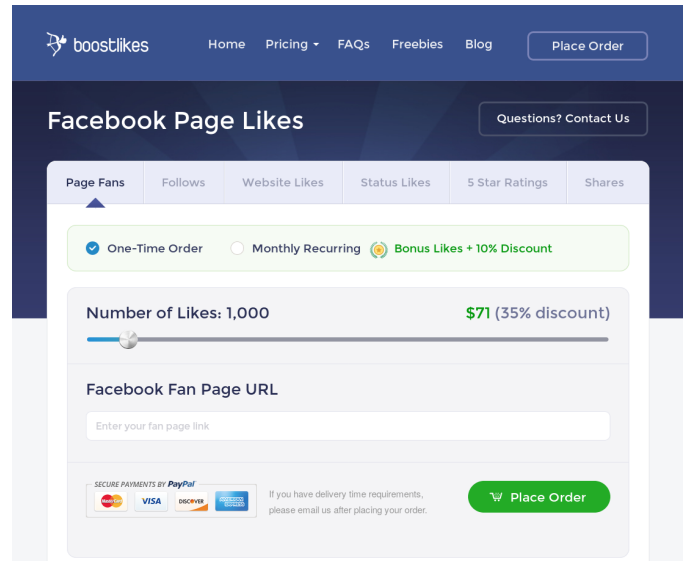 boostlikes Home Pricing FAQs Freebies Blog Place Order
Facebook Page Likes Questions? Contact Us
Page Fans Follows Website Likes Status Likes 5 Star Ratings Shares
One-Time Order Monthly Recurring Bonus Likes + 10% Discount
Number of Likes: 1,000 $71 (35% discount)
Facebook Fan Page URL
Enter your fan page link
SECURE PAYMENTS BY PayPal
MasterCard VISA DISCOVER AMERICAN EXPRESS
If you have delivery time requirements,
please email us after placing your order.
Place Order